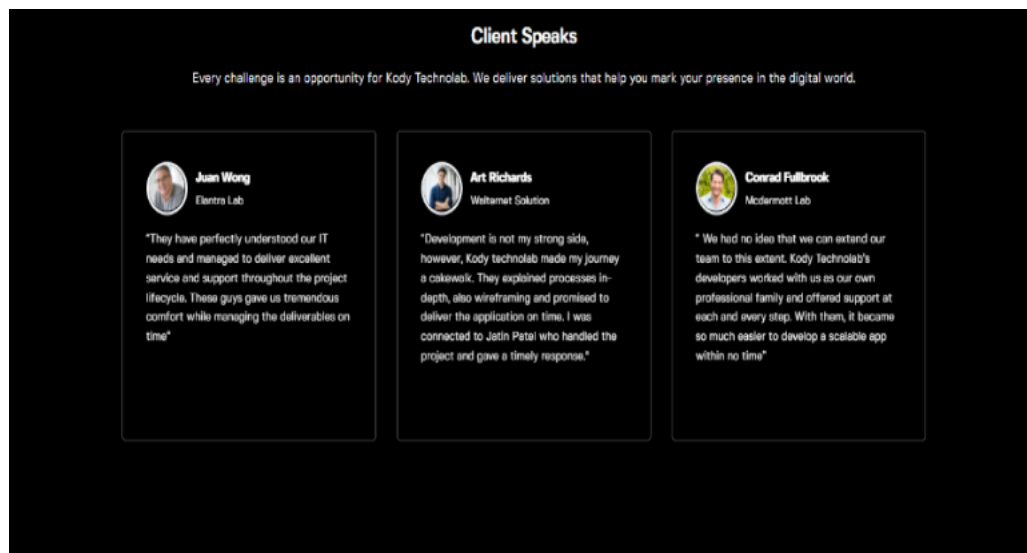 Client Speaks
Every challenge is an opportunity for Kody Technolab. We deliver solutions that help you mark your presence in the digital world.
Juan Wong
Elantra Lab
"They have perfectly understood our IT
needs and managed to deliver excellent
service and support throughout the project
lifecycle. These guys gave us tremendous
comfort while managing the deliverables on
time"
Art Richards
Welternet Solution
"Development is not my strong side,
however, Kody technolab made my journey
a cakewalk. They explained processes in-
depth, also wireframing and promised to
deliver the application on time. I was
connected to Jatin Patel who handled the
project and gave a timely response."
Conrad Fullbrook
Mcdermott Lab
" We had no idea that we can extend our
team to this extent. Kody Technolab's
developers worked with us as our own
professional family and offered support at
each and every step. With them, it became
so much easier to develop a scalable app
within no time"